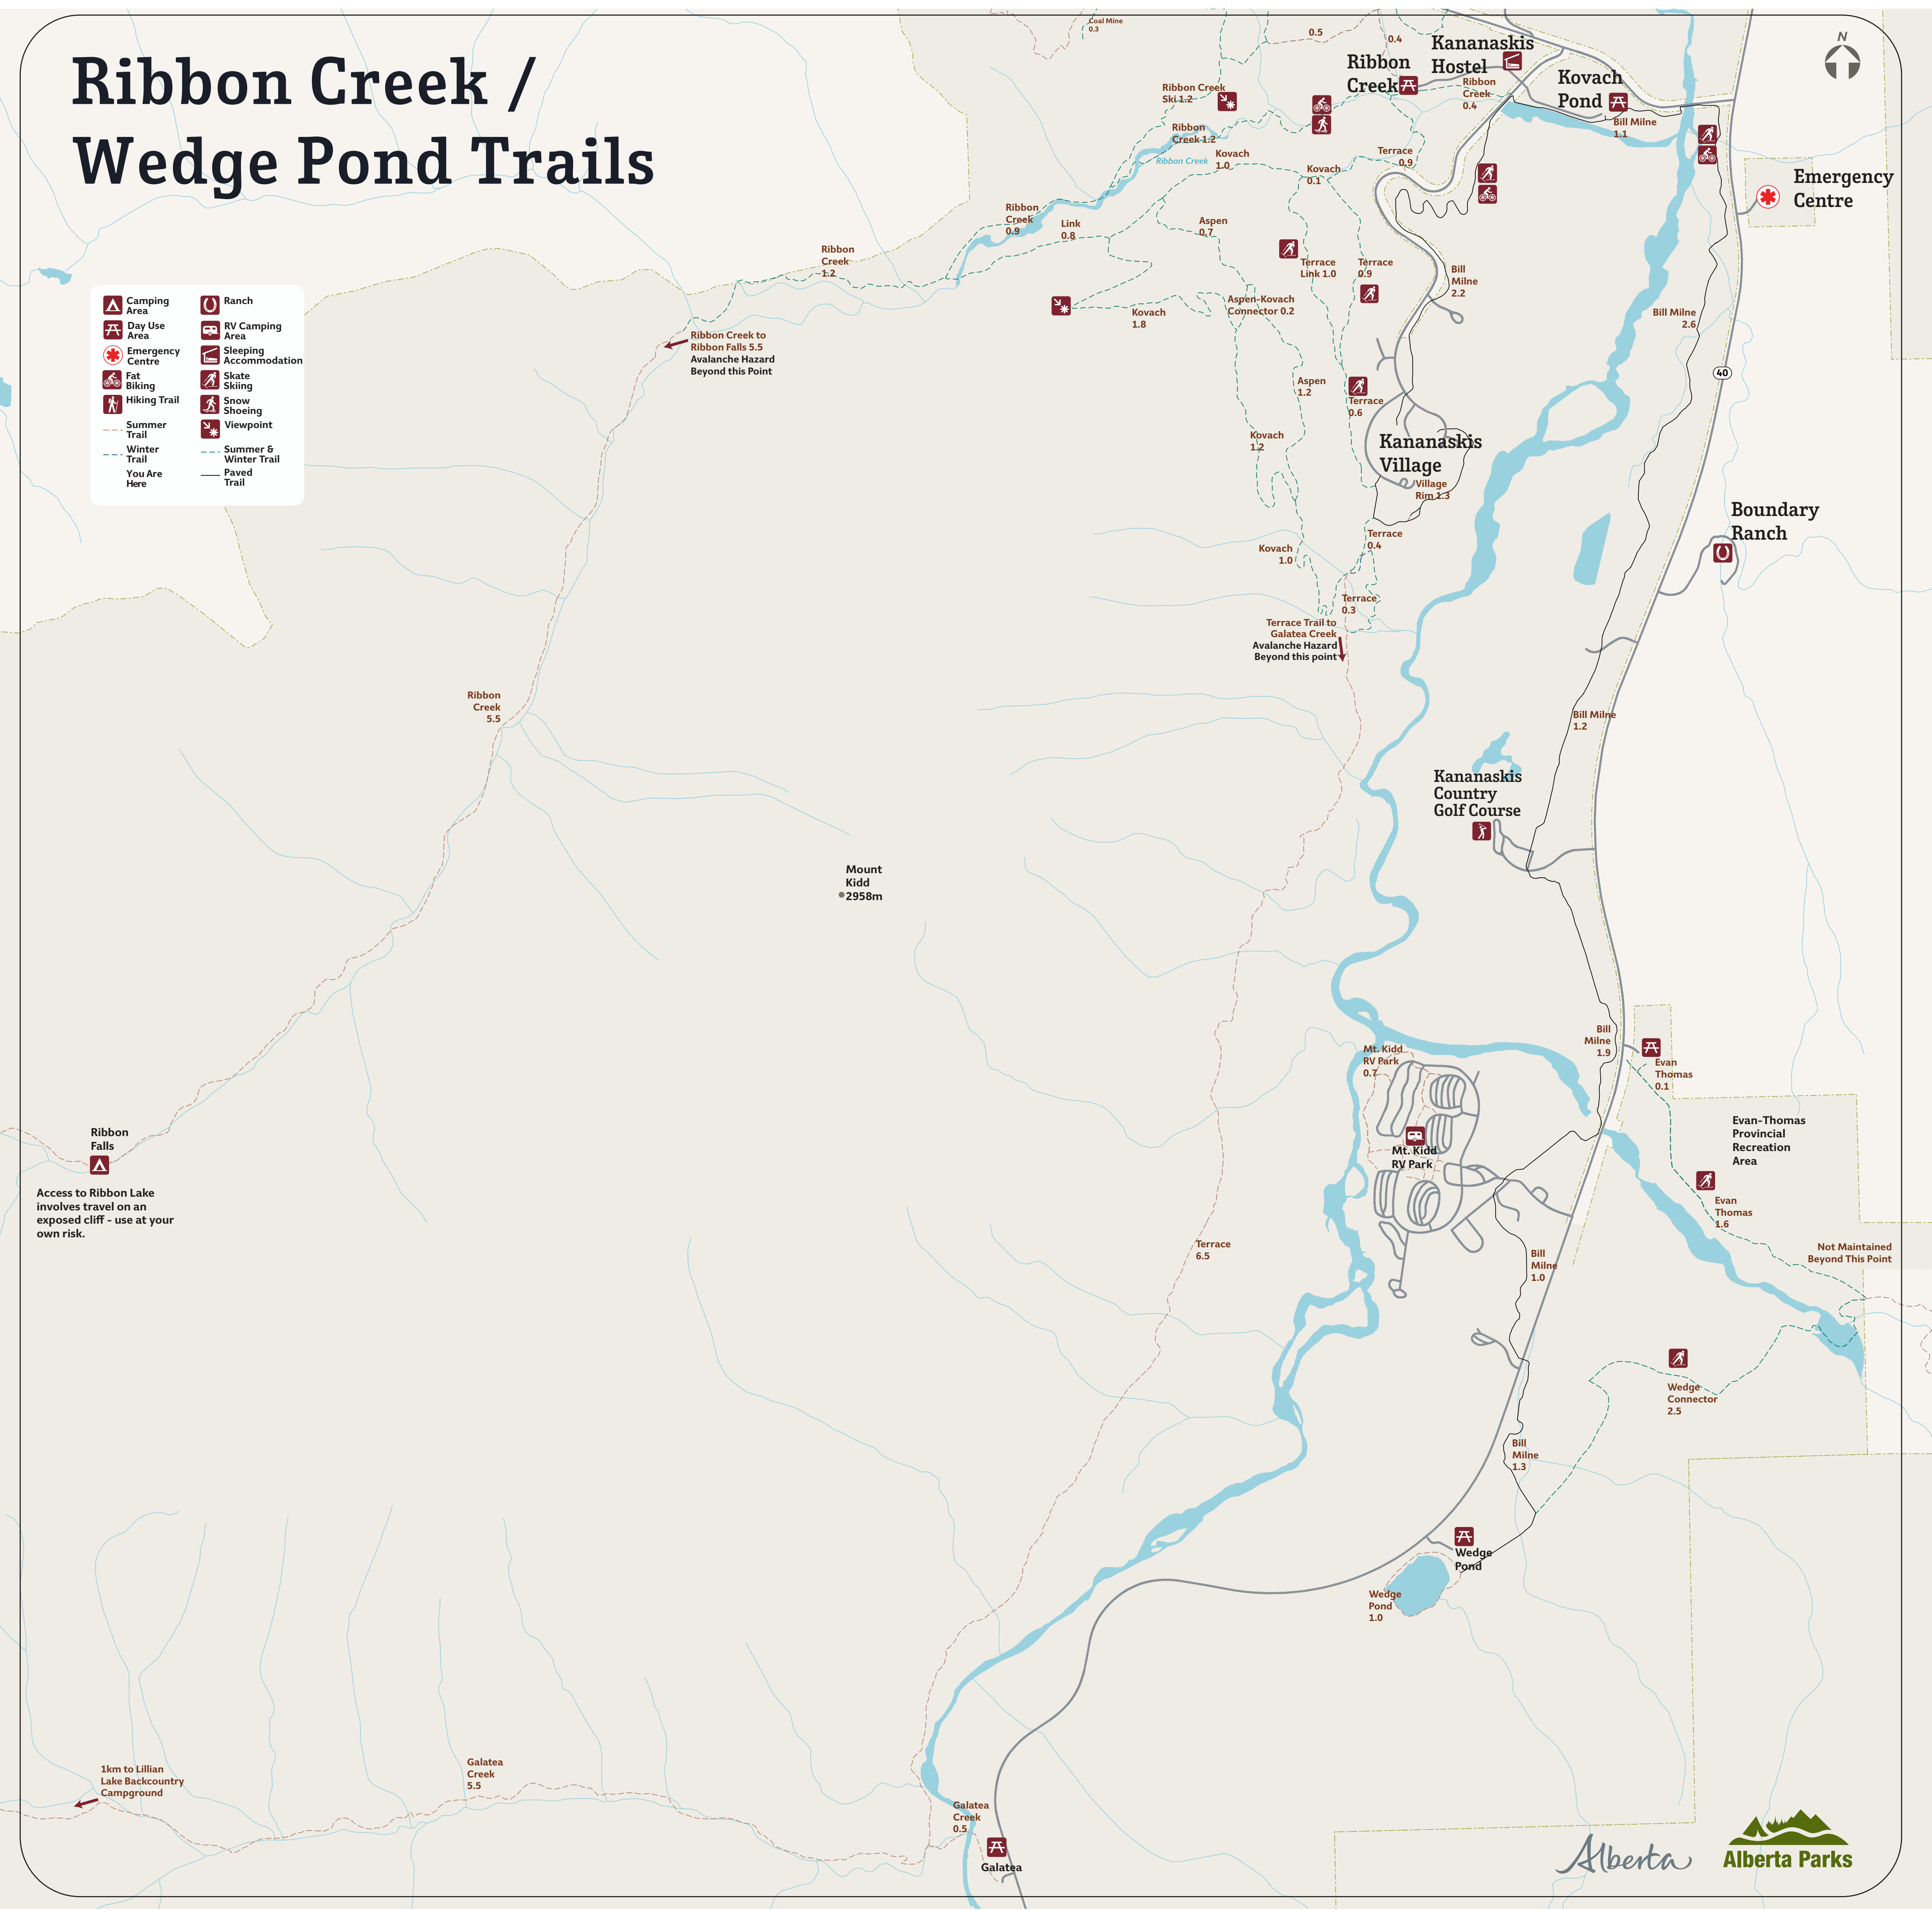 Ribbon Creek /
Wedge Pond Trails
N
Coal Mine
0.3
0.5
0.4
Kananaskis
Hostel
Ribbon
Creek
Kovach
Pond
Ribbon Creek
Ski 1.2
Ribbon
Creek
0.4
Bill Milne
1.1
Ribbon
Creek 1.2
Ribbon Creek
Kovach
1.0
Terrace
0.9
Kovach
0.1
Emergency
Centre
Ribbon
Creek
0.9
Link
0.8
Aspen
0.7
Ribbon
Creek
1.2
Terrace
Link 1.0
Terrace
0.9
Bill
Milne
2.2
Aspen-Kovach
Connector 0.2
Kovach
1.8
Bill Milne
2.6
40
Ribbon Creek to
Ribbon Falls 5.5
Avalanche Hazard
Beyond this Point
Camping
Area
Ranch
Day Use
Area
RV Camping
Area
Emergency
Centre
Sleeping
Accommodation
Fat
Biking
Skate
Skiing
Hiking Trail
Snow
Shoeing
Summer
Trail
Viewpoint
Winter
Trail
Summer &
Winter Trail
You Are
Here
Paved
Trail
Aspen
1.2
Terrace
0.6
Kovach
1.2
Kananaskis
Village
Village
Rim 1.3
Boundary
Ranch
Terrace
0.4
Kovach
1.0
Terrace
0.3
Terrace Trail to
Galatea Creek
Avalanche Hazard
Beyond this point
Ribbon
Creek
5.5
Bill Milne
1.2
Kananaskis
Country
Golf Course
Mount
Kidd
2958m
Bill
Milne
1.9
Mt. Kidd
RV Park
0.7
Evan
Thomas
0.1
Evan-Thomas
Provincial
Recreation
Area
Ribbon
Falls
Mt. Kidd
RV Park
Access to Ribbon Lake
involves travel on an
exposed cliff - use at your
own risk.
Evan
Thomas
1.6
Terrace
6.5
Bill
Milne
1.0
Not Maintained
Beyond This Point
Wedge
Connector
2.5
Bill
Milne
1.3
Wedge
Pond
Wedge
Pond
1.0
1km to Lillian
Lake Backcountry
Campground
Galatea
Creek
5.5
Galatea
Creek
0.5
Galatea
Alberta
Alberta Parks